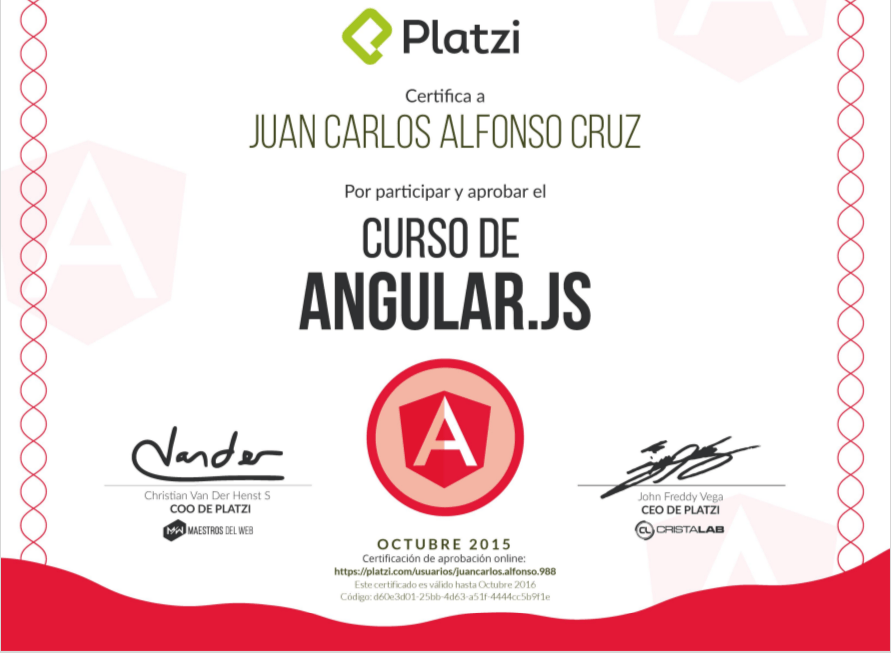 Platzi
Certifica a
JUAN CARLOS ALFONSO CRUZ
Por participar y aprobar el
CURSO DE
ANGULAR.JS
A
Vander
Christian Van Der Henst S
COO DE PLATZI
MAESTROS DEL WEB
John Freddy Vega
CEO DE PLATZI
CL CRISTALAB
OCTUBRE 2015
Certificación de aprobación online:
https://platzi.com/usuarios/juancarlos.alfonso.988
Este certificado es válido hasta Octubre 2016
Código: d60e3d01-25bb-4d63-a51f-4444cc5b9f1e